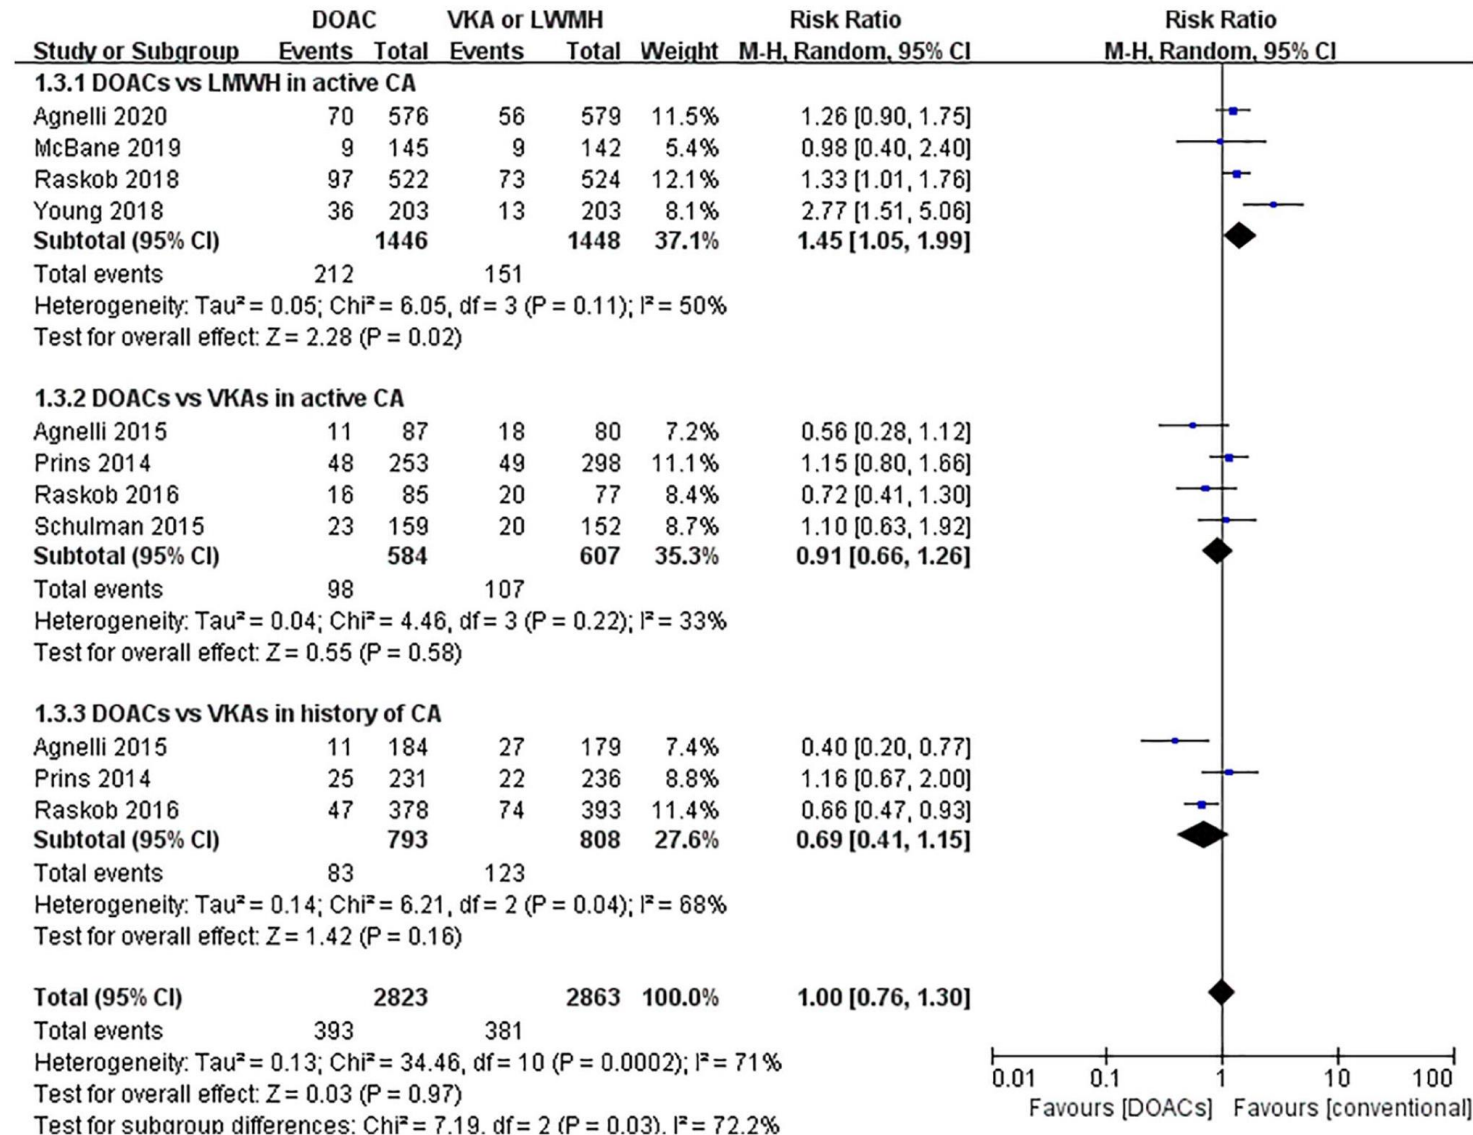 DOAC VKA or LWMH Risk Ratio Risk Ratio
Study or Subgroup Events Total Events Total Weight M-H, Random, 95% CI M-H, Random, 95% CI
1.3.1 DOACs vs LMWH in active CA
Agnelli 2020 70 576 56 579 11.5% 1.26 [0.90, 1.75]
McBane 2019 9 145 9 142 5.4% 0.98 [0.40, 2.40]
Raskob 2018 97 522 73 524 12.1% 1.33 [1.01, 1.76]
Young 2018 36 203 13 203 8.1% 2.77 [1.51, 5.06]
Subtotal (95% CI) 1446 1448 37.1% 1.45 [1.05, 1.99]
Total events 212 151
Heterogeneity: Tau² = 0.05; Chi² = 6.05, df = 3 (P = 0.11); I² = 50%
Test for overall effect: Z = 2.28 (P = 0.02)
1.3.2 DOACs vs VKAs in active CA
Agnelli 2015 11 87 18 80 7.2% 0.56 [0.28, 1.12]
Prins 2014 48 253 49 298 11.1% 1.15 [0.80, 1.66]
Raskob 2016 16 85 20 77 8.4% 0.72 [0.41, 1.30]
Schulman 2015 23 159 20 152 8.7% 1.10 [0.63, 1.92]
Subtotal (95% CI) 584 607 35.3% 0.91 [0.66, 1.26]
Total events 98 107
Heterogeneity: Tau² = 0.04; Chi² = 4.46, df = 3 (P = 0.22); I² = 33%
Test for overall effect: Z = 0.55 (P = 0.58)
1.3.3 DOACs vs VKAs in history of CA
Agnelli 2015 11 184 27 179 7.4% 0.40 [0.20, 0.77]
Prins 2014 25 231 22 236 8.8% 1.16 [0.67, 2.00]
Raskob 2016 47 378 74 393 11.4% 0.66 [0.47, 0.93]
Subtotal (95% CI) 793 808 27.6% 0.69 [0.41, 1.15]
Total events 83 123
Heterogeneity: Tau² = 0.14; Chi² = 6.21, df = 2 (P = 0.04); I² = 68%
Test for overall effect: Z = 1.42 (P = 0.16)
Total (95% CI) 2823 2863 100.0% 1.00 [0.76, 1.30]
Total events 393 381
Heterogeneity: Tau² = 0.13; Chi² = 34.46, df = 10 (P = 0.0002); I² = 71%
Test for overall effect: Z = 0.03 (P = 0.97)
Test for subgroup differences: Chi² = 7.19, df = 2 (P = 0.03), I² = 72.2%
0.01 0.1 1 10 100
Favours [DOACs] Favours [conventional]